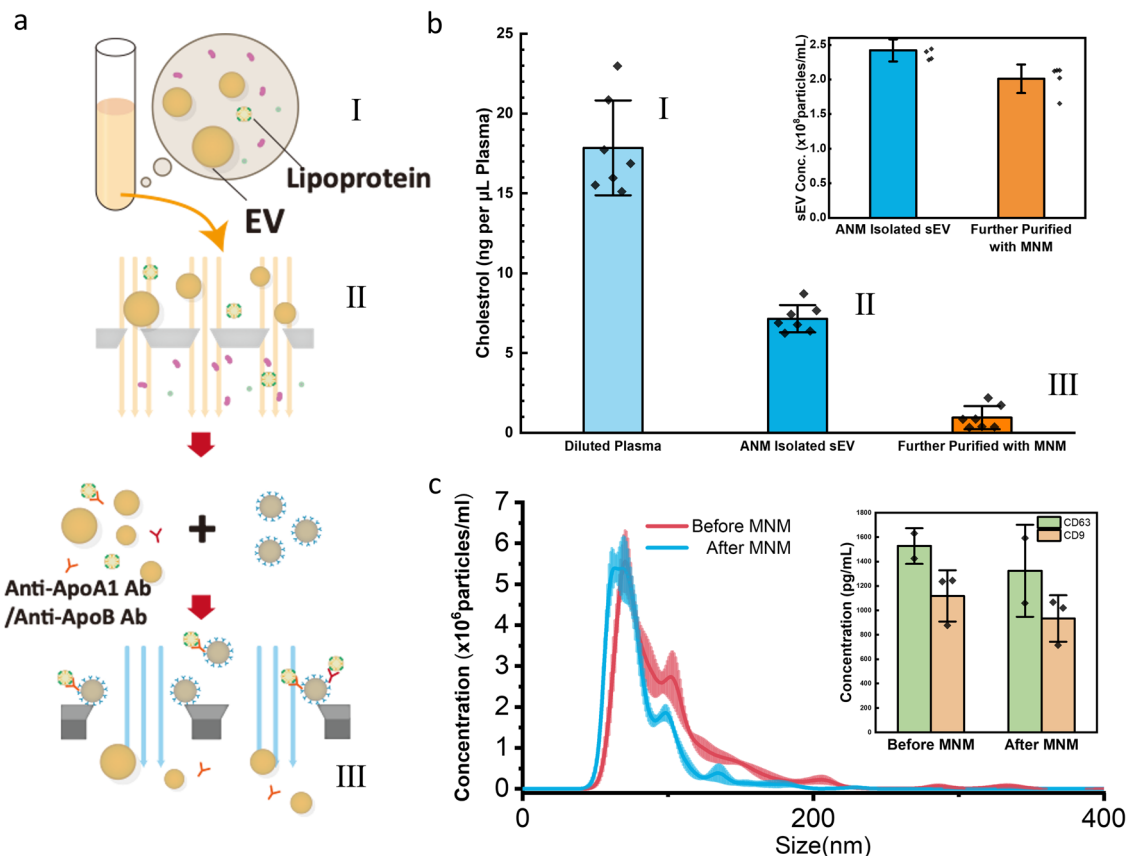 a
I
Lipoprotein
EV
II
Anti-ApoA1 Ab
/Anti-ApoB Ab
III
b
25
20
15
10
5
0
Cholestrol (ng per µL Plasma)
I
II
III
Diluted Plasma
ANM Isolated sEV
Further Purified with MNM
2.5
2.0
1.5
1.0
0.5
0.0
sEV Conc. (x10⁸particles/mL)
ANM Isolated sEV
Further Purified
with MNM
c
7
6
5
4
3
2
1
0
Concentration (x10⁶particles/ml)
Before MNM
After MNM
0
200
400
Size(nm)
1800
1600
1400
1200
1000
800
600
400
200
0
Concentration (pg/mL)
CD63
CD9
Before MNM
After MNM